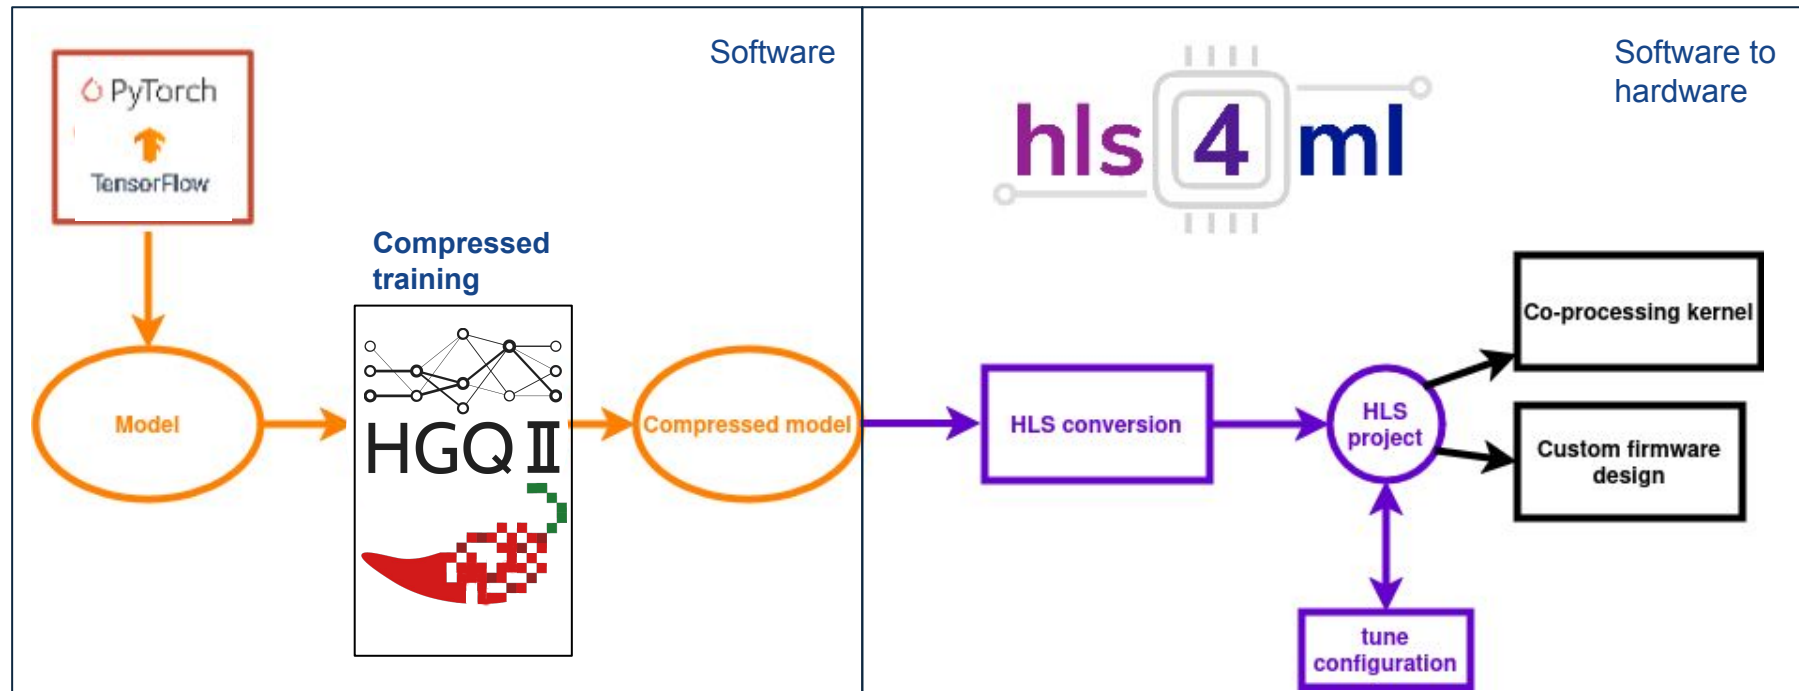 Software
PyTorch
TensorFlow
Compressed
training
Model
HGQ II
Compressed model
Software to
hardware
hls 4 ml
HLS conversion
HLS
project
Co-processing kernel
Custom firmware
design
tune
configuration